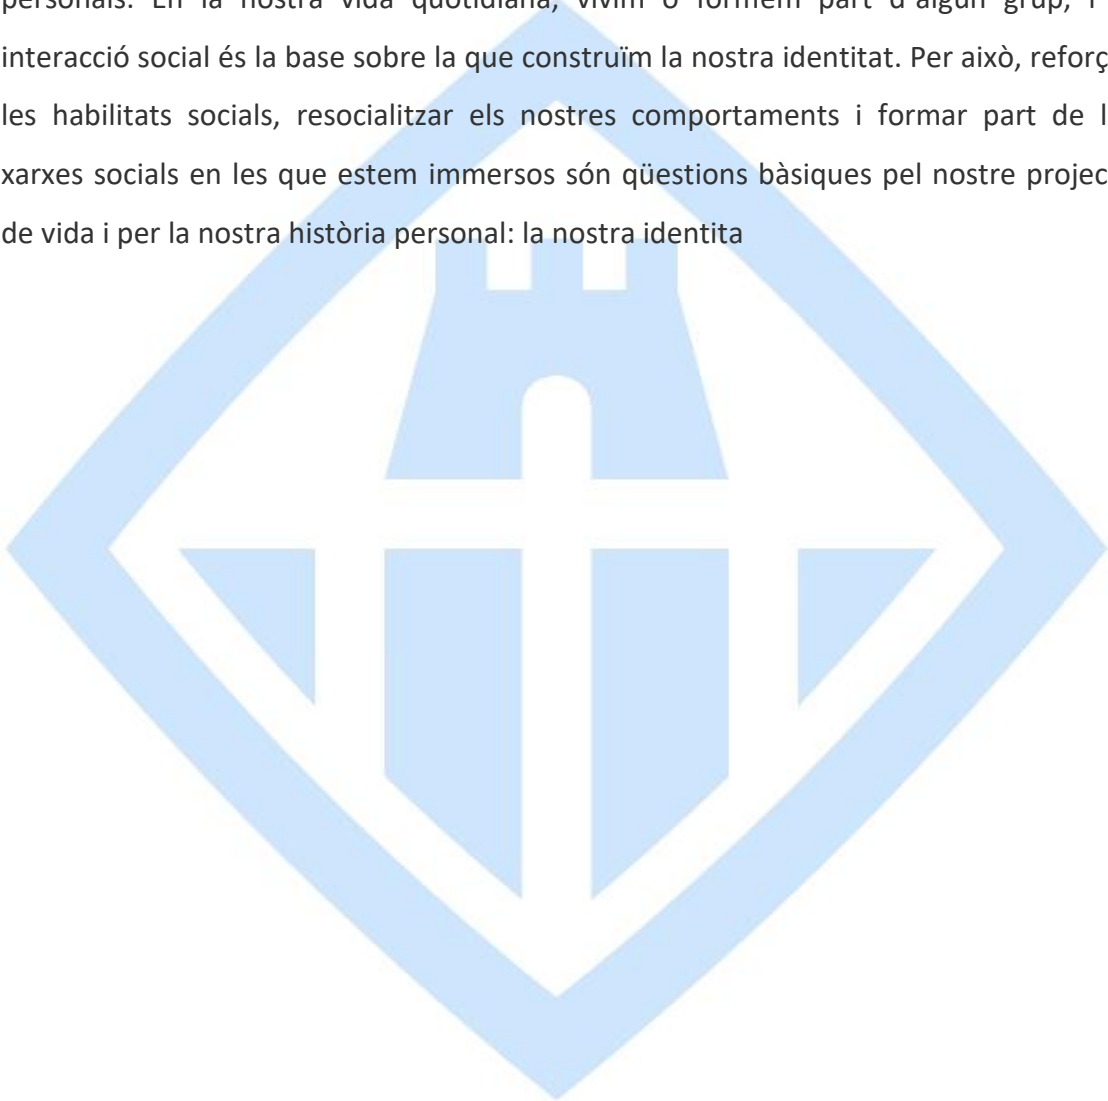 personals. En la nostra vida quotidiana, vivim o formem part d'algun grup, i
interacció social és la base sobre la que construïm la nostra identitat. Per això, reforç
les habilitats socials, resocialitzar els nostres comportaments i formar part de l
xarxes socials en les que estem immersos són qüestions bàsiques pel nostre projec
de vida i per la nostra història personal: la nostra identita